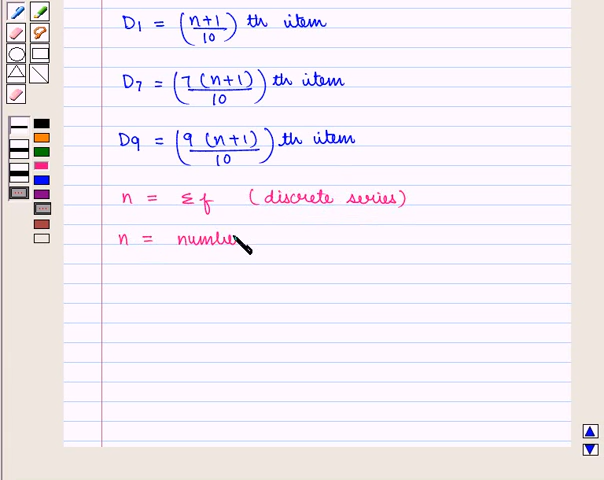 D1 = (n+1/10) th item
D7 = (7(n+1)/10) th item
D9 = (9(n+1)/10) th item
n = Σf (discrete series)
n = number